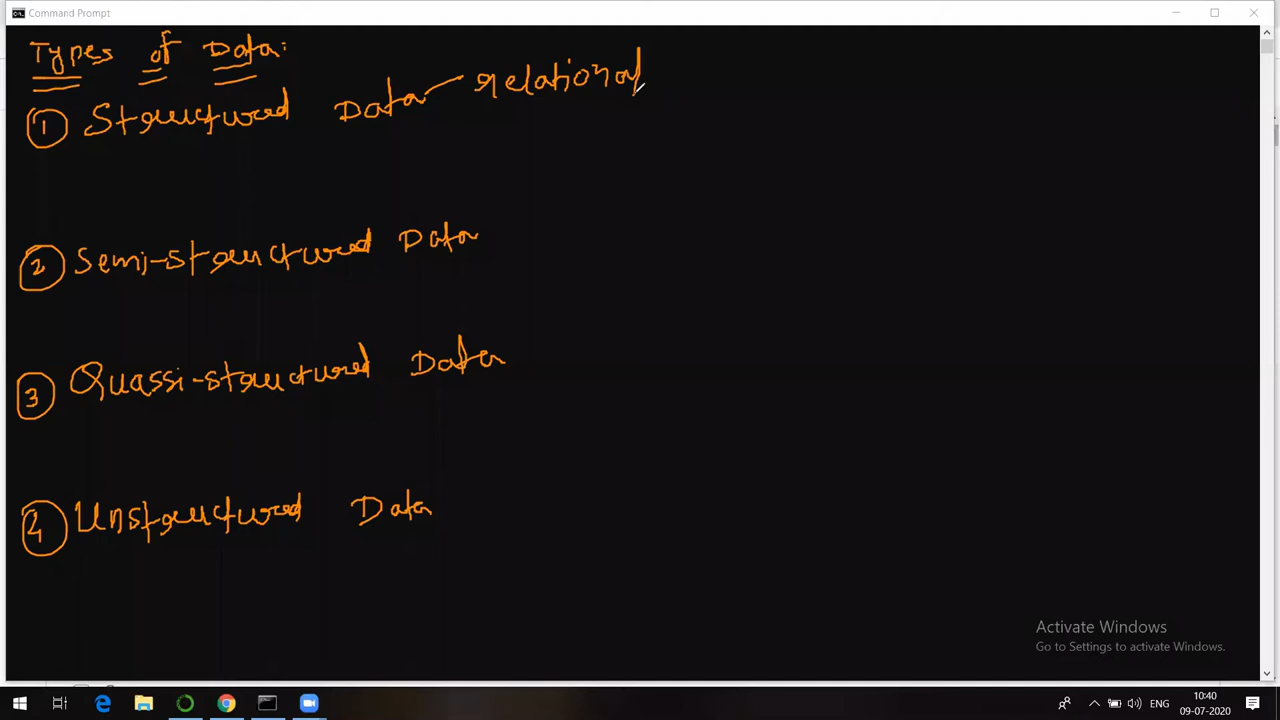 Command Prompt
Types of Data:
1 Structured Data - relational
2 Semi-structured Data
3 Quassi-structured Data
4 Unstructured Data
Activate Windows
Go to Settings to activate Windows.
ENG
10:40
09-07-2020